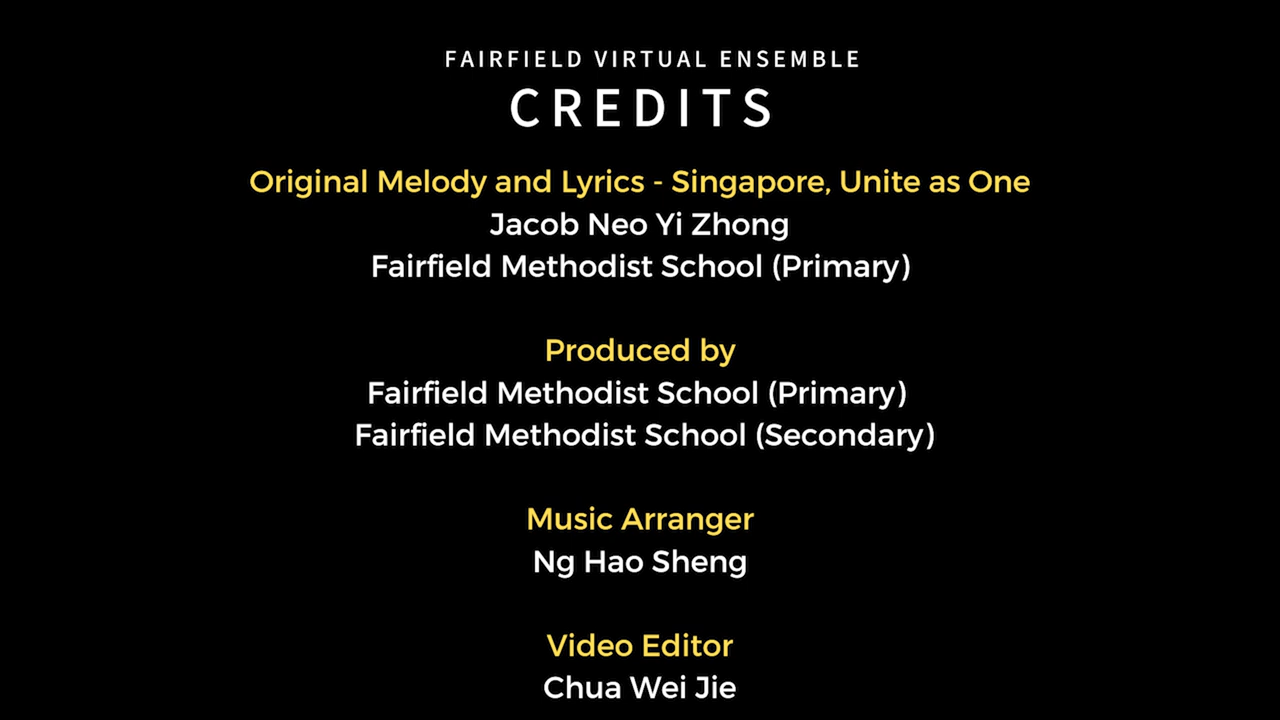 FAIRFIELD VIRTUAL ENSEMBLE
CREDITS
Original Melody and Lyrics - Singapore, Unite as One
Jacob Neo Yi Zhong
Fairfield Methodist School (Primary)
Produced by
Fairfield Methodist School (Primary)
Fairfield Methodist School (Secondary)
Music Arranger
Ng Hao Sheng
Video Editor
Chua Wei Jie